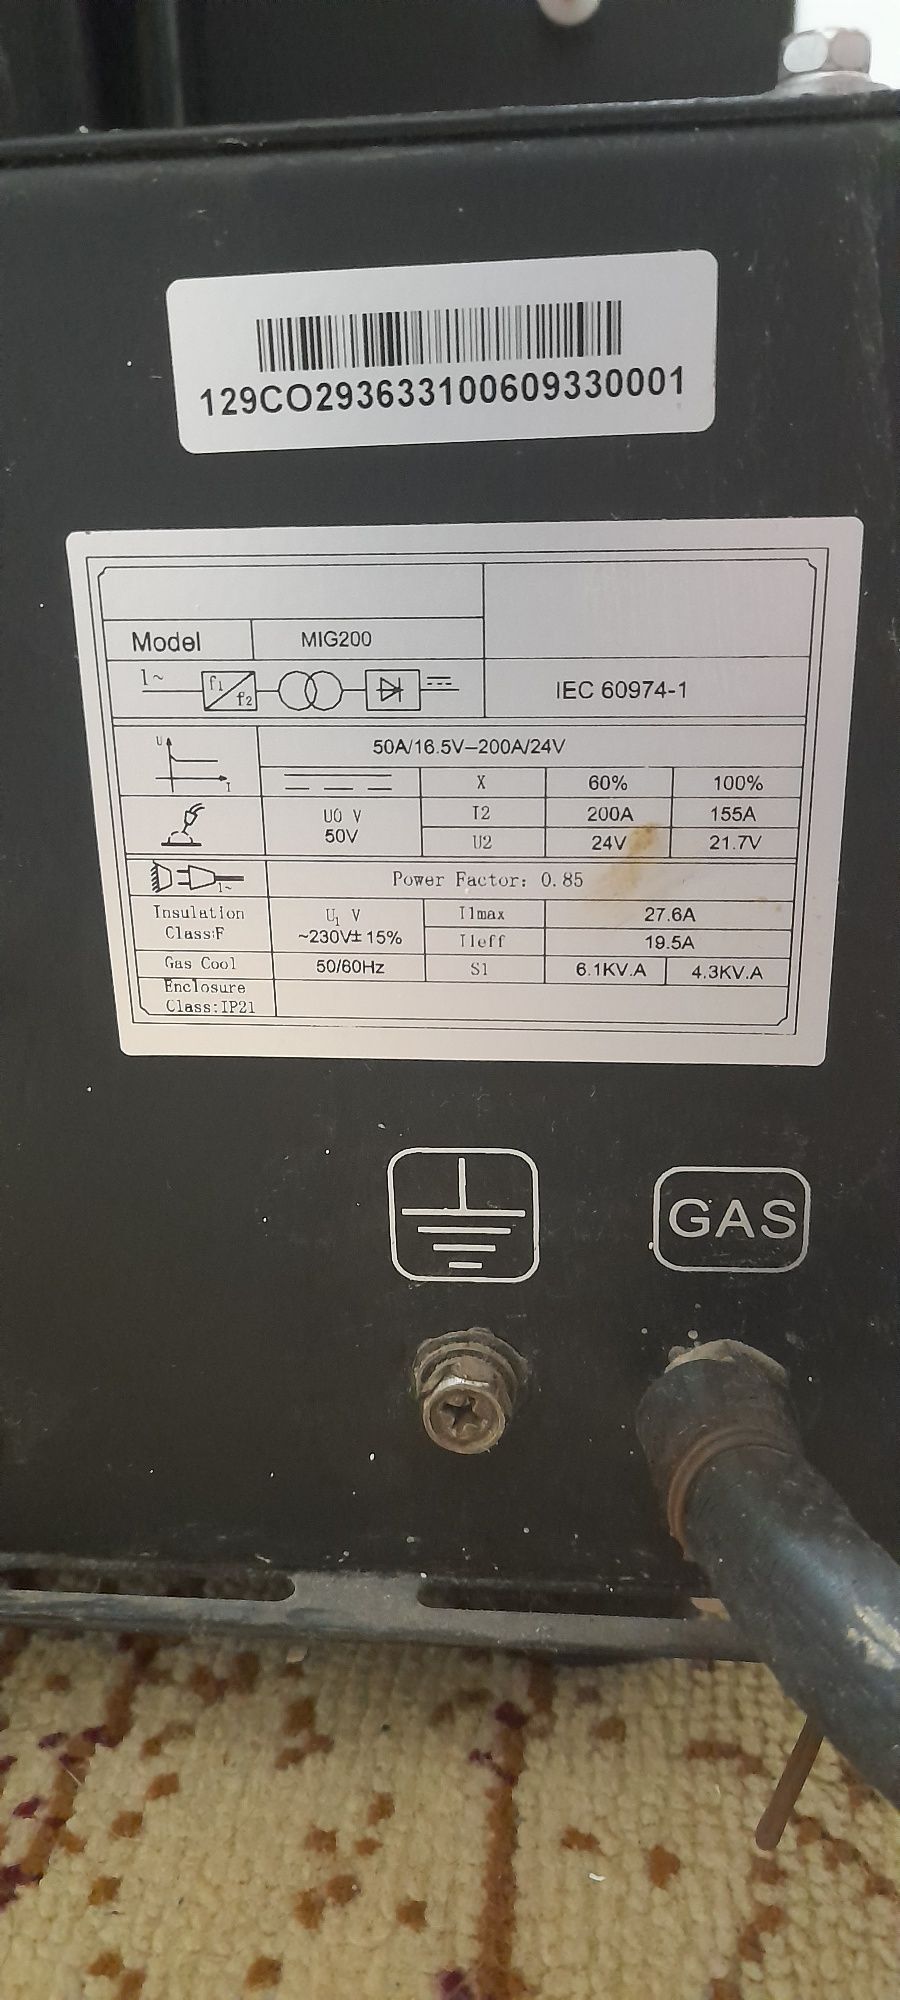 129CO293633100609330001
Model MIG200
1~ f1 f2 IEC 60974-1
U I 50A/16.5V–200A/24V
X 60% 100%
U0 V 50V I2 200A 155A
U2 24V 21.7V
1~ Power Factor: 0.85
Insulation Class:F U1 V ~230V±15% I1max 27.6A
I1eff 19.5A
Gas Cool 50/60Hz S1 6.1KV.A 4.3KV.A
Enclosure
Class:IP21
GAS